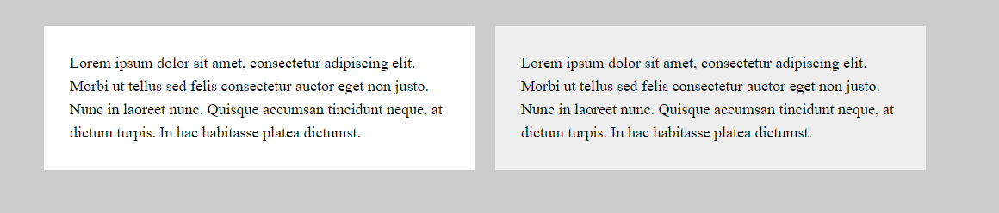 Lorem ipsum dolor sit amet, consectetur adipiscing elit.
Morbi ut tellus sed felis consectetur auctor eget non justo.
Nunc in laoreet nunc. Quisque accumsan tincidunt neque, at
dictum turpis. In hac habitasse platea dictumst.
Lorem ipsum dolor sit amet, consectetur adipiscing elit.
Morbi ut tellus sed felis consectetur auctor eget non justo.
Nunc in laoreet nunc. Quisque accumsan tincidunt neque, at
dictum turpis. In hac habitasse platea dictumst.